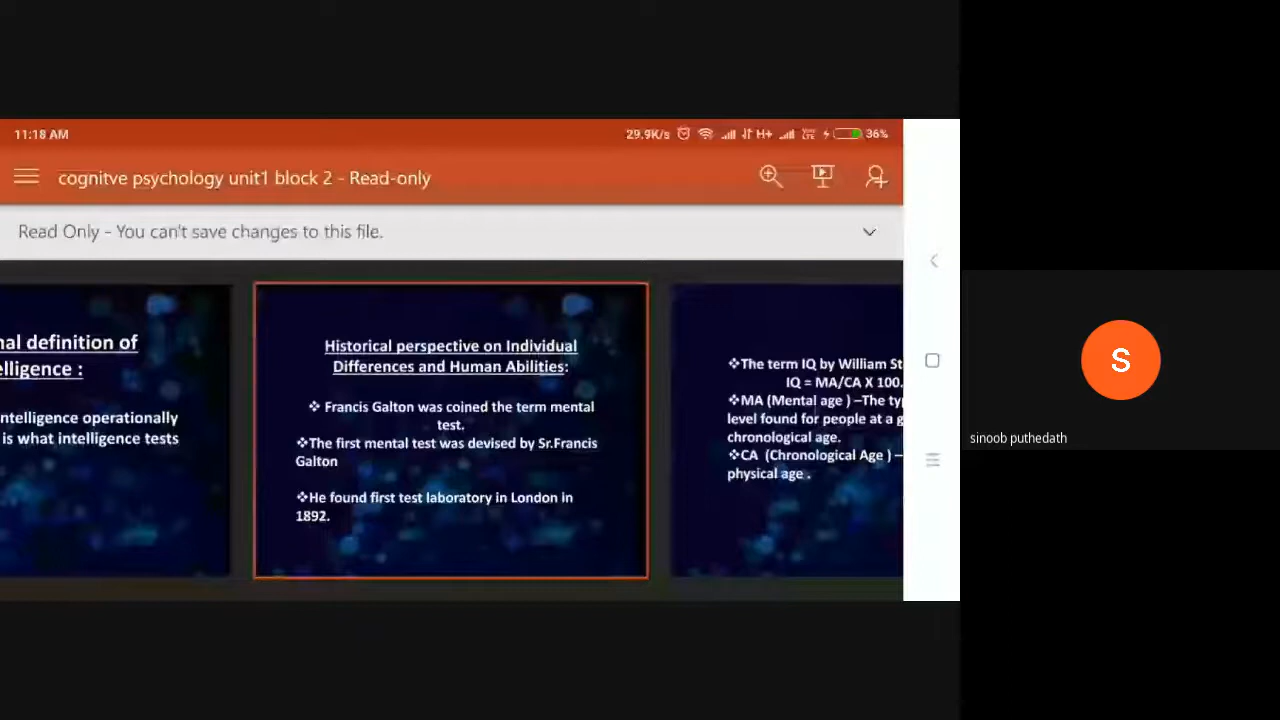 11:18 AM
29.9K/s
H+
36%
cognitve psychology unit1 block 2 - Read-only
Read Only - You can't save changes to this file.
nal definition of
elligence :
ntelligence operationally
is what intelligence tests
Historical perspective on Individual
Differences and Human Abilities:
❖ Francis Galton was coined the term mental
test.
❖The first mental test was devised by Sr.Francis
Galton
❖He found first test laboratory in London in
1892.
❖The term IQ by William St
IQ = MA/CA X 100.
❖MA (Mental age ) –The ty
level found for people at a g
chronological age.
❖CA (Chronological Age ) –
physical age .
S
sinoob puthedath